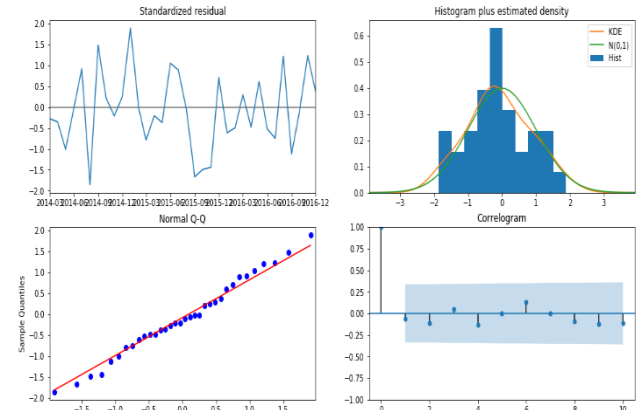 Standardized residual
2.0
1.5
1.0
0.5
0.0
−0.5
−1.0
−1.5
−2.0
2014-03 2014-06 2014-09 2014-12 2015-03 2015-06 2015-09 2015-12 2016-03 2016-06 2016-09 2016-12
Histogram plus estimated density
KDE
N(0,1)
Hist
0.6
0.5
0.4
0.3
0.2
0.1
0.0
−3 −2 −1 0 1 2 3
Normal Q-Q
Sample Quantiles
2.0
1.5
1.0
0.5
0.0
−0.5
−1.0
−1.5
−2.0
−1.5 −1.0 −0.5 0.0 0.5 1.0 1.5
Correlogram
1.00
0.75
0.50
0.25
0.00
−0.25
−0.50
−0.75
−1.00
0 2 4 6 8 10